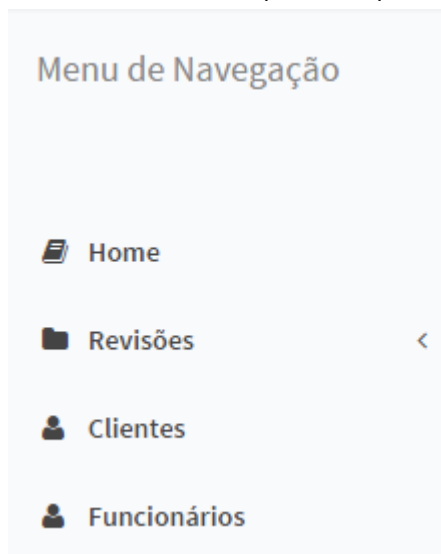 Menu de Navegação
Home
Revisões
Clientes
Funcionários